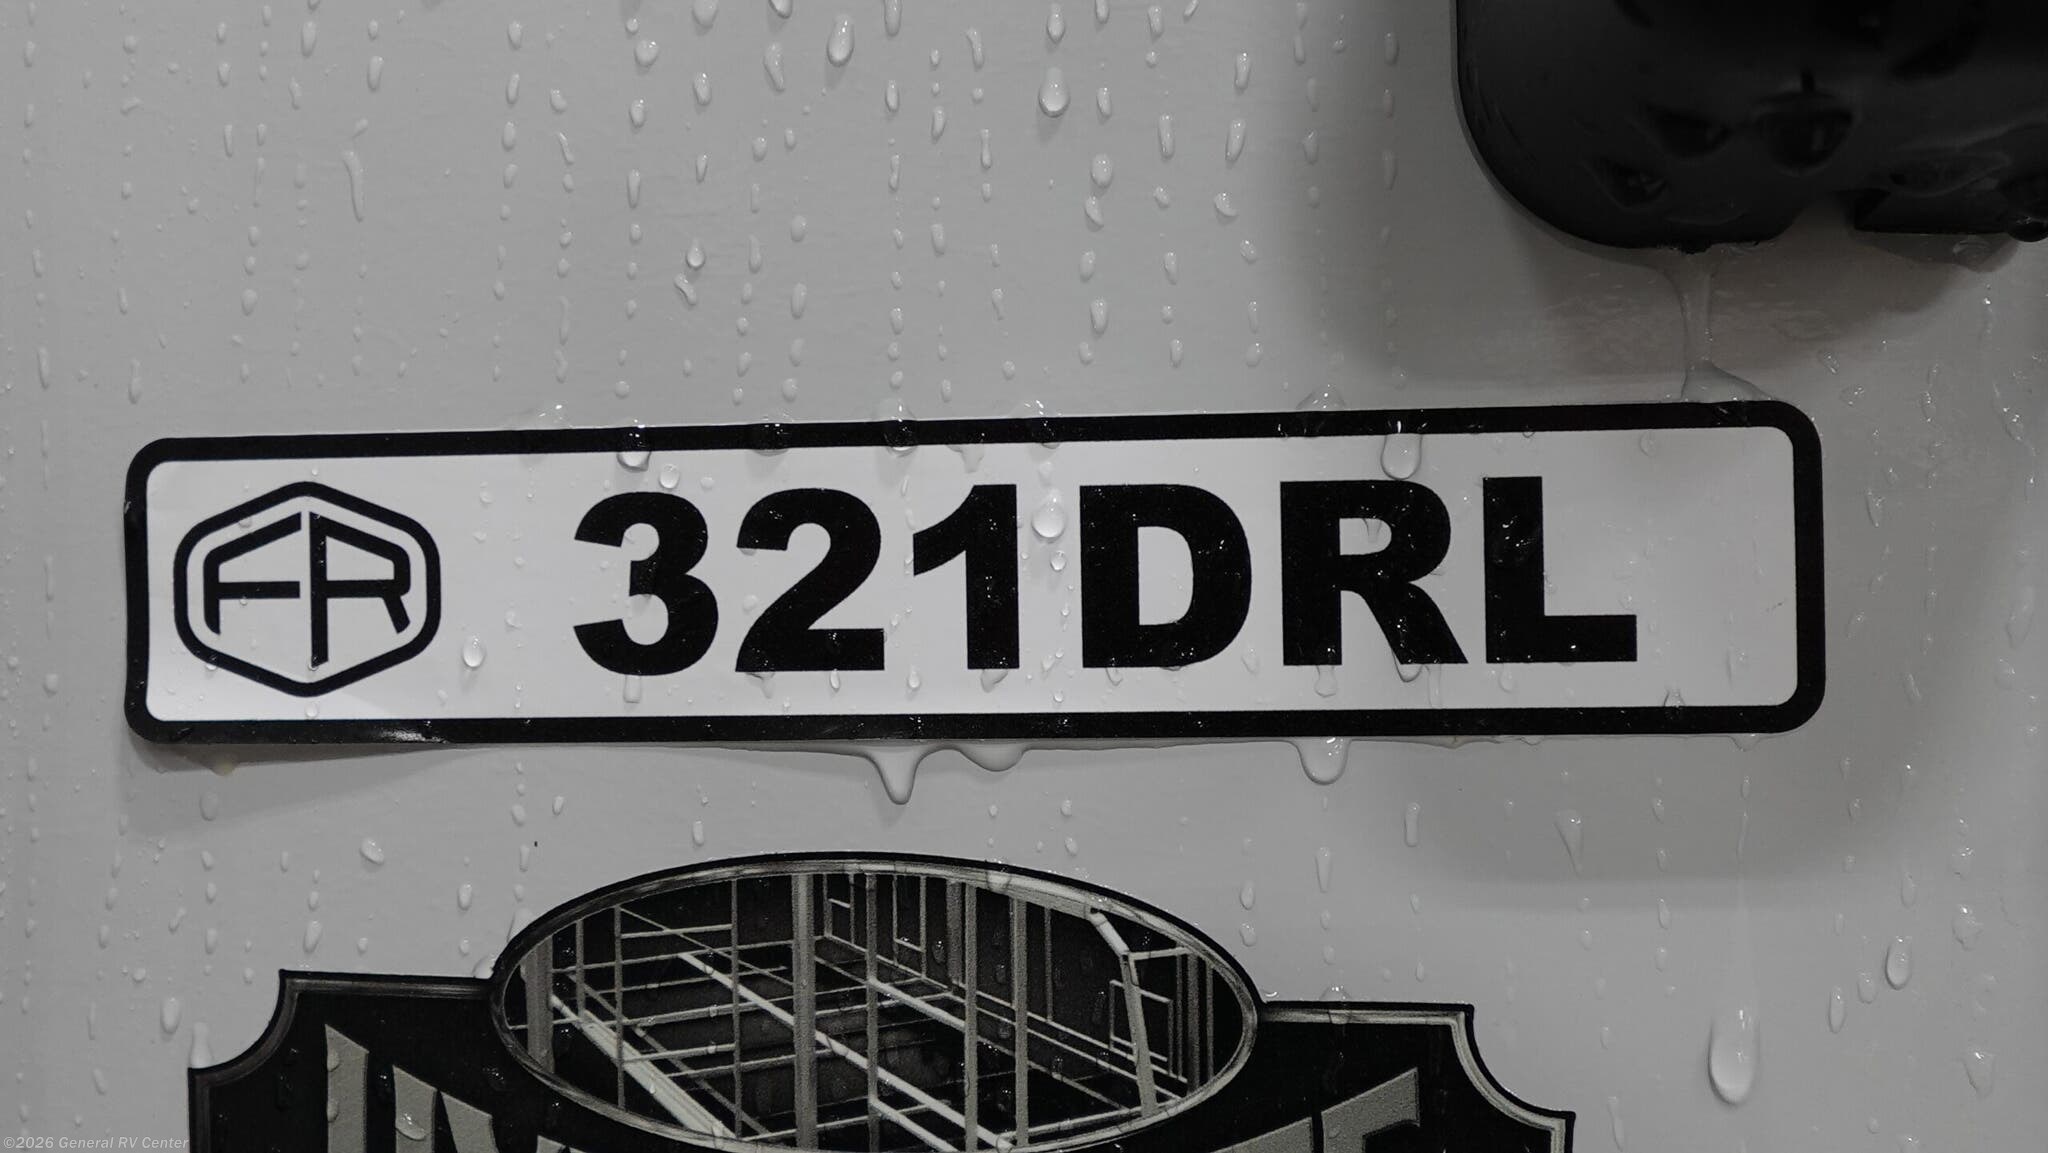 FR 321DRL
©2026 General RV Center